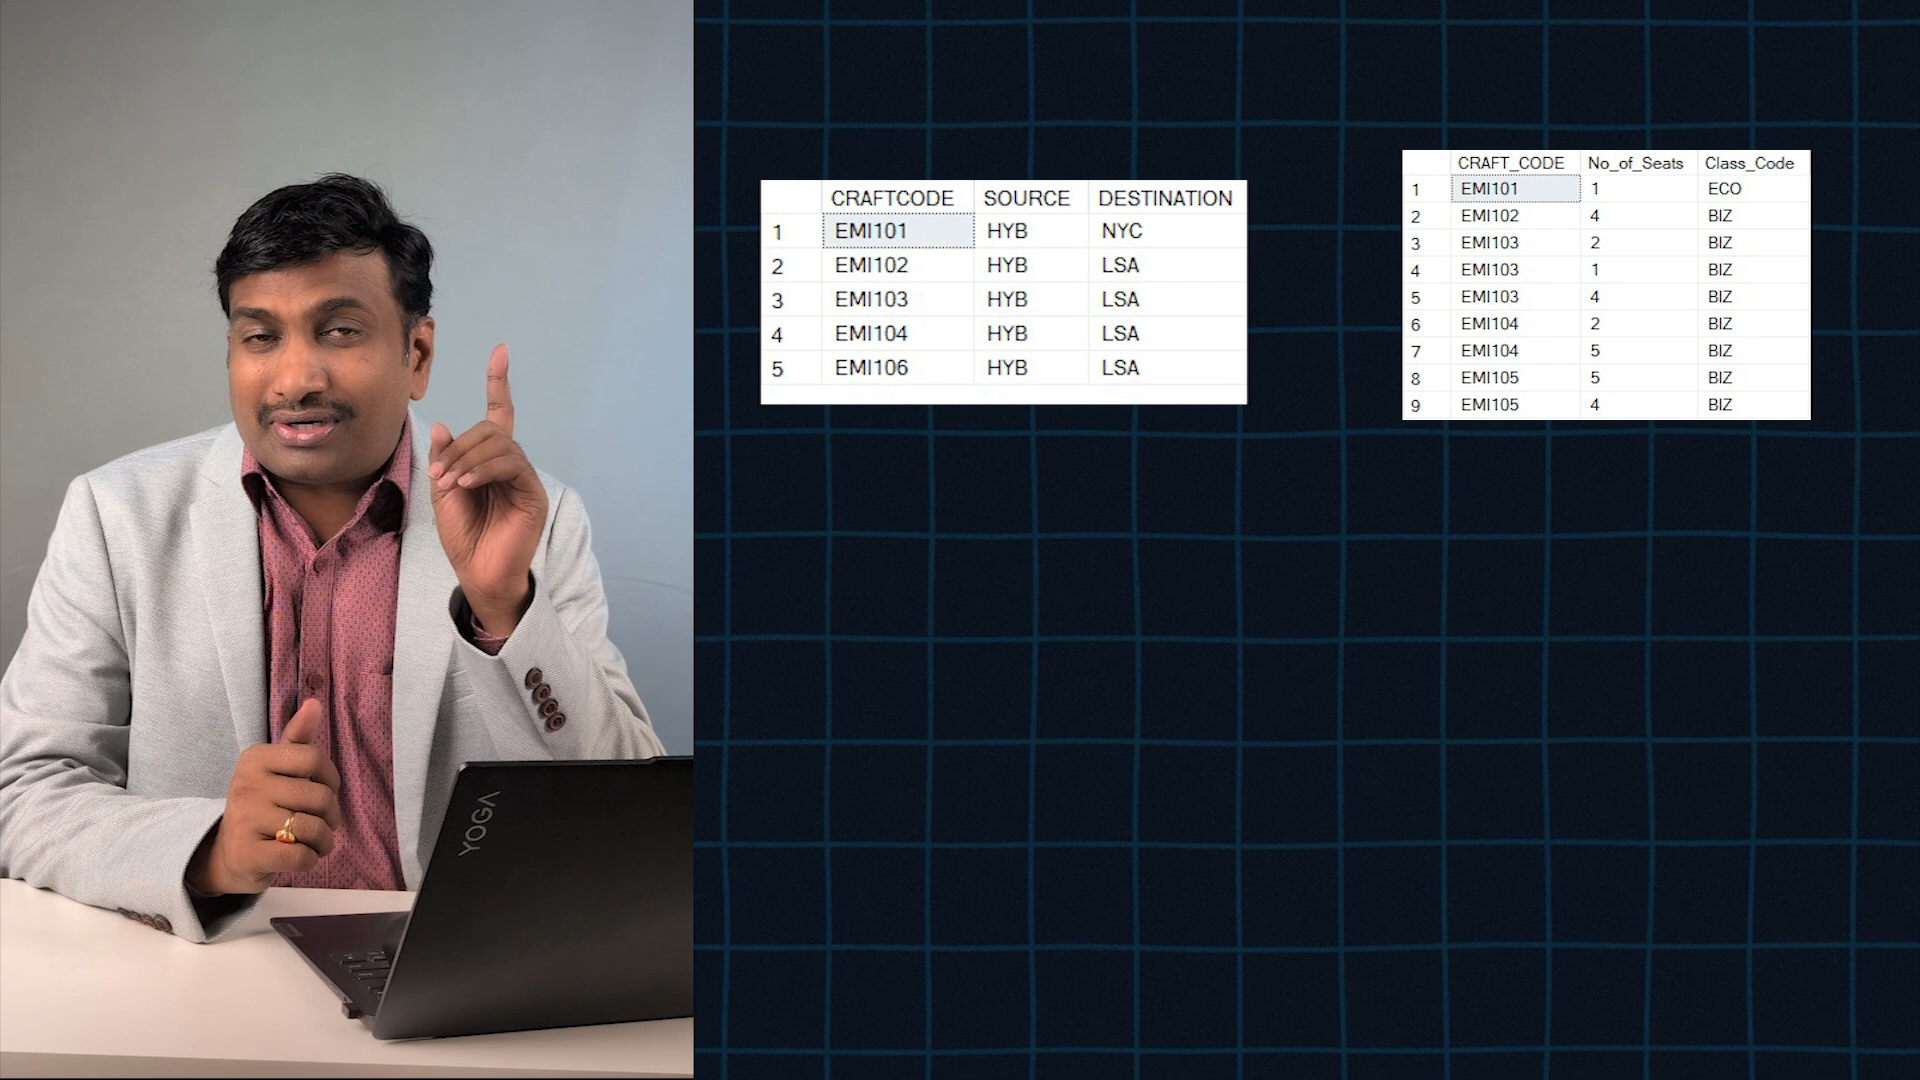 YOGA
CRAFTCODE SOURCE DESTINATION
1 EMI101 HYB NYC
2 EMI102 HYB LSA
3 EMI103 HYB LSA
4 EMI104 HYB LSA
5 EMI106 HYB LSA
CRAFT_CODE No_of_Seats Class_Code
1 EMI101 1 ECO
2 EMI102 4 BIZ
3 EMI103 2 BIZ
4 EMI103 1 BIZ
5 EMI103 4 BIZ
6 EMI104 2 BIZ
7 EMI104 5 BIZ
8 EMI105 5 BIZ
9 EMI105 4 BIZ